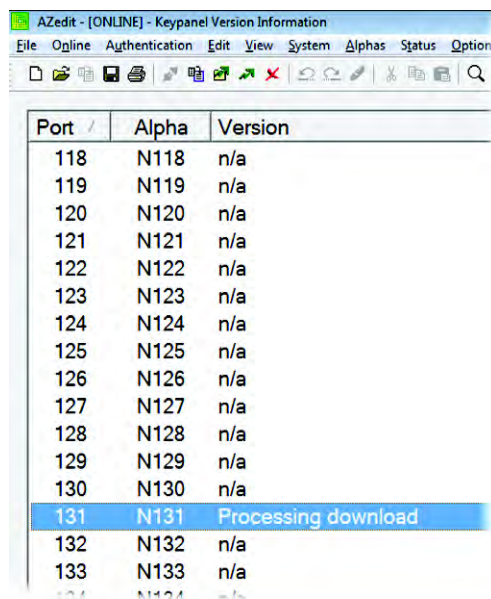 AZedit - [ONLINE] - Keypanel Version Information
File Online Authentication Edit View System Alphas Status Option
Port Alpha Version
118 N118 n/a
119 N119 n/a
120 N120 n/a
121 N121 n/a
122 N122 n/a
123 N123 n/a
124 N124 n/a
125 N125 n/a
126 N126 n/a
127 N127 n/a
128 N128 n/a
129 N129 n/a
130 N130 n/a
131 N131 Processing download
132 N132 n/a
133 N133 n/a